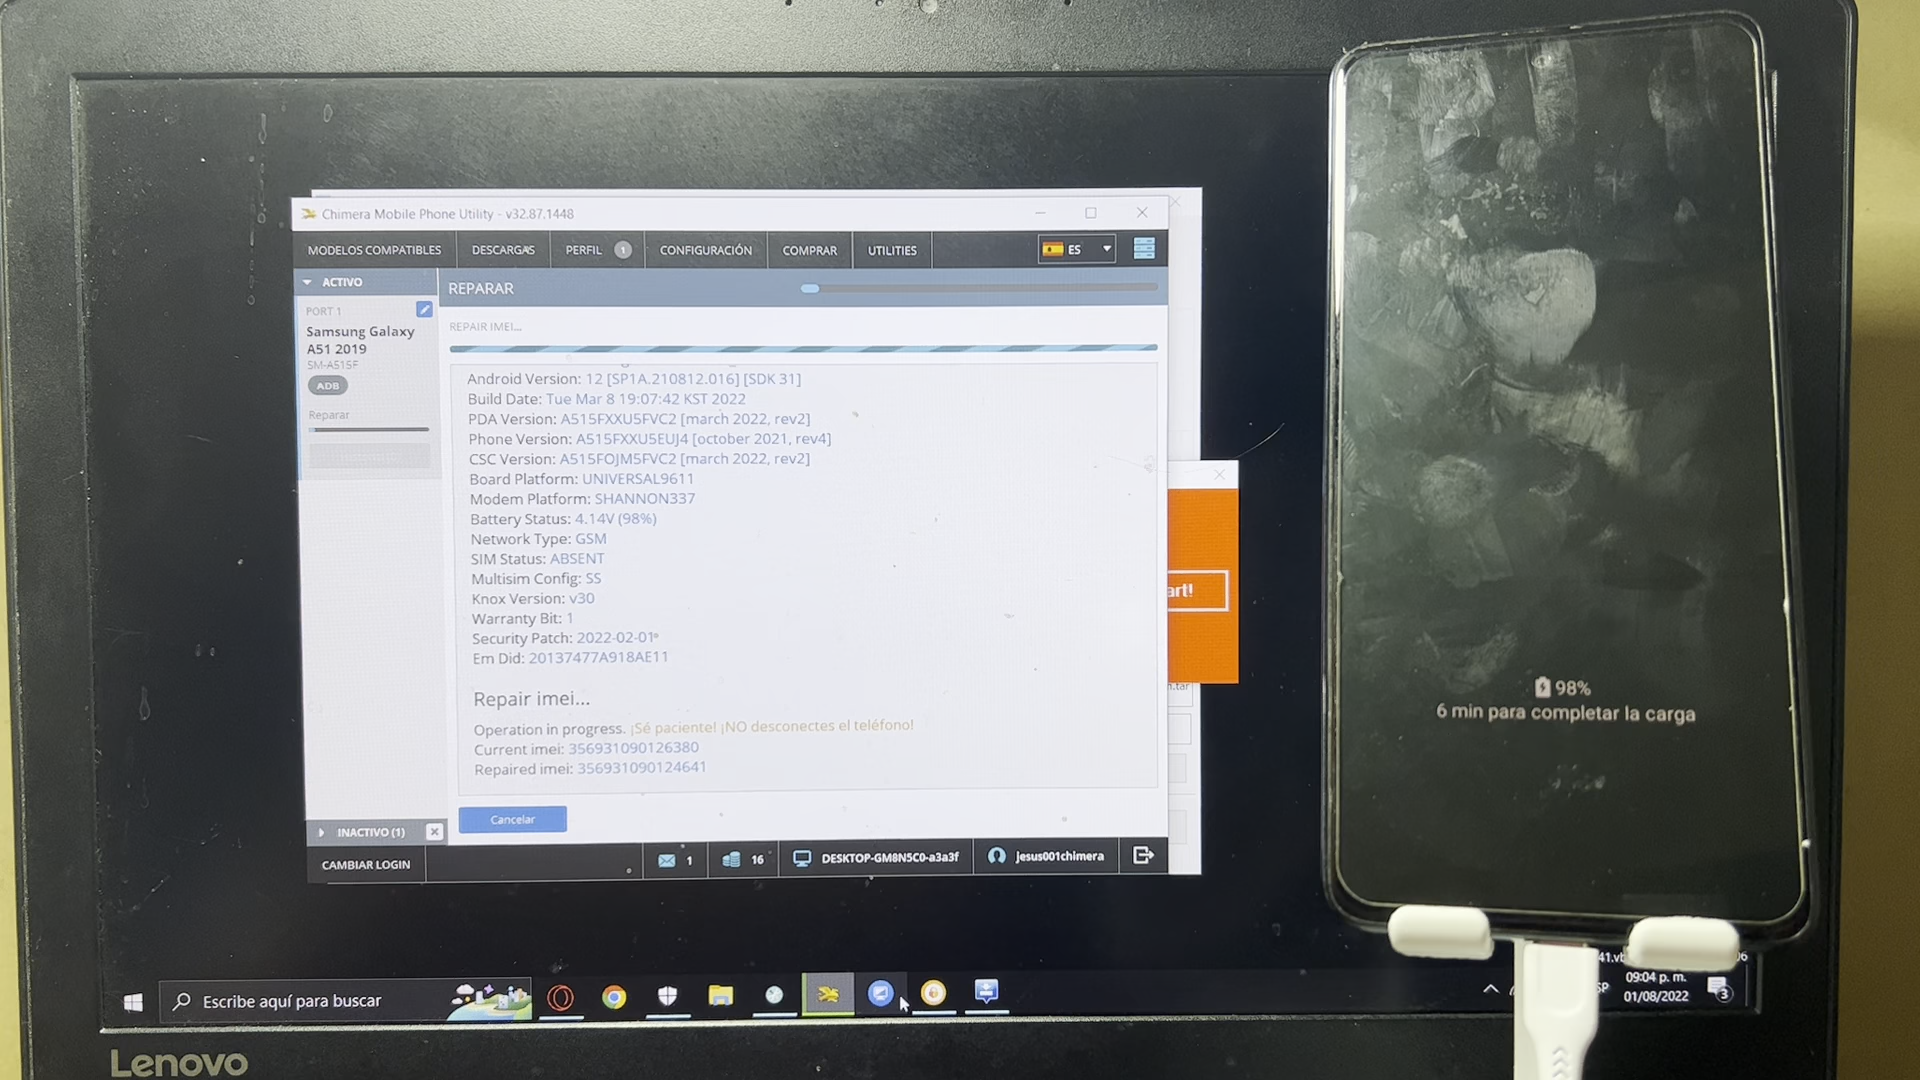 Chimera Mobile Phone Utility - v32.87.1448
MODELOS COMPATIBLES
DESCARGAS
PERFIL 1
CONFIGURACIÓN
COMPRAR
UTILITIES
ES
ACTIVO
PORT 1
Samsung Galaxy
A51 2019
SM-A515F
ADB
Reparar
REPARAR
REPAIR IMEI...
Android Version: 12 [SP1A.210812.016] [SDK 31]
Build Date: Tue Mar 8 19:07:42 KST 2022
PDA Version: A515FXXU5FVC2 [march 2022, rev2]
Phone Version: A515FXXU5EUJ4 [october 2021, rev4]
CSC Version: A515FOJM5FVC2 [march 2022, rev2]
Board Platform: UNIVERSAL9611
Modem Platform: SHANNON337
Battery Status: 4.14V (98%)
Network Type: GSM
SIM Status: ABSENT
Multisim Config: SS
Knox Version: v30
Warranty Bit: 1
Security Patch: 2022-02-01
Em Did: 20137477A918AE11
Repair imei...
Operation in progress. ¡Sé paciente! ¡NO desconectes el teléfono!
Current imei: 356931090126380
Repaired imei: 356931090124641
Cancelar
INACTIVO (1)
CAMBIAR LOGIN
1
16
DESKTOP-GM8N5C0-a3a3f
jesus001chimera
art!
n.tar
98%
6 min para completar la carga
Escribe aquí para buscar
09:04 p. m.
01/08/2022
3
Lenovo